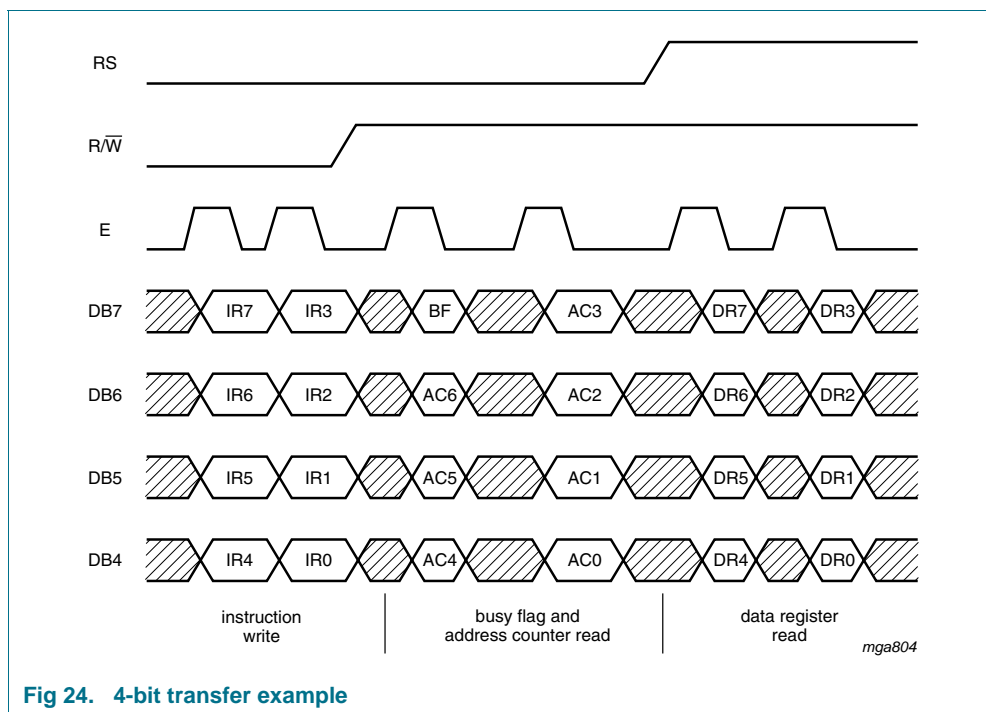 RS
R/W̅
E
DB7 IR7 IR3 BF AC3 DR7 DR3
DB6 IR6 IR2 AC6 AC2 DR6 DR2
DB5 IR5 IR1 AC5 AC1 DR5 DR1
DB4 IR4 IR0 AC4 AC0 DR4 DR0
instruction
write
busy flag and
address counter read
data register
read
mga804
Fig 24. 4-bit transfer example